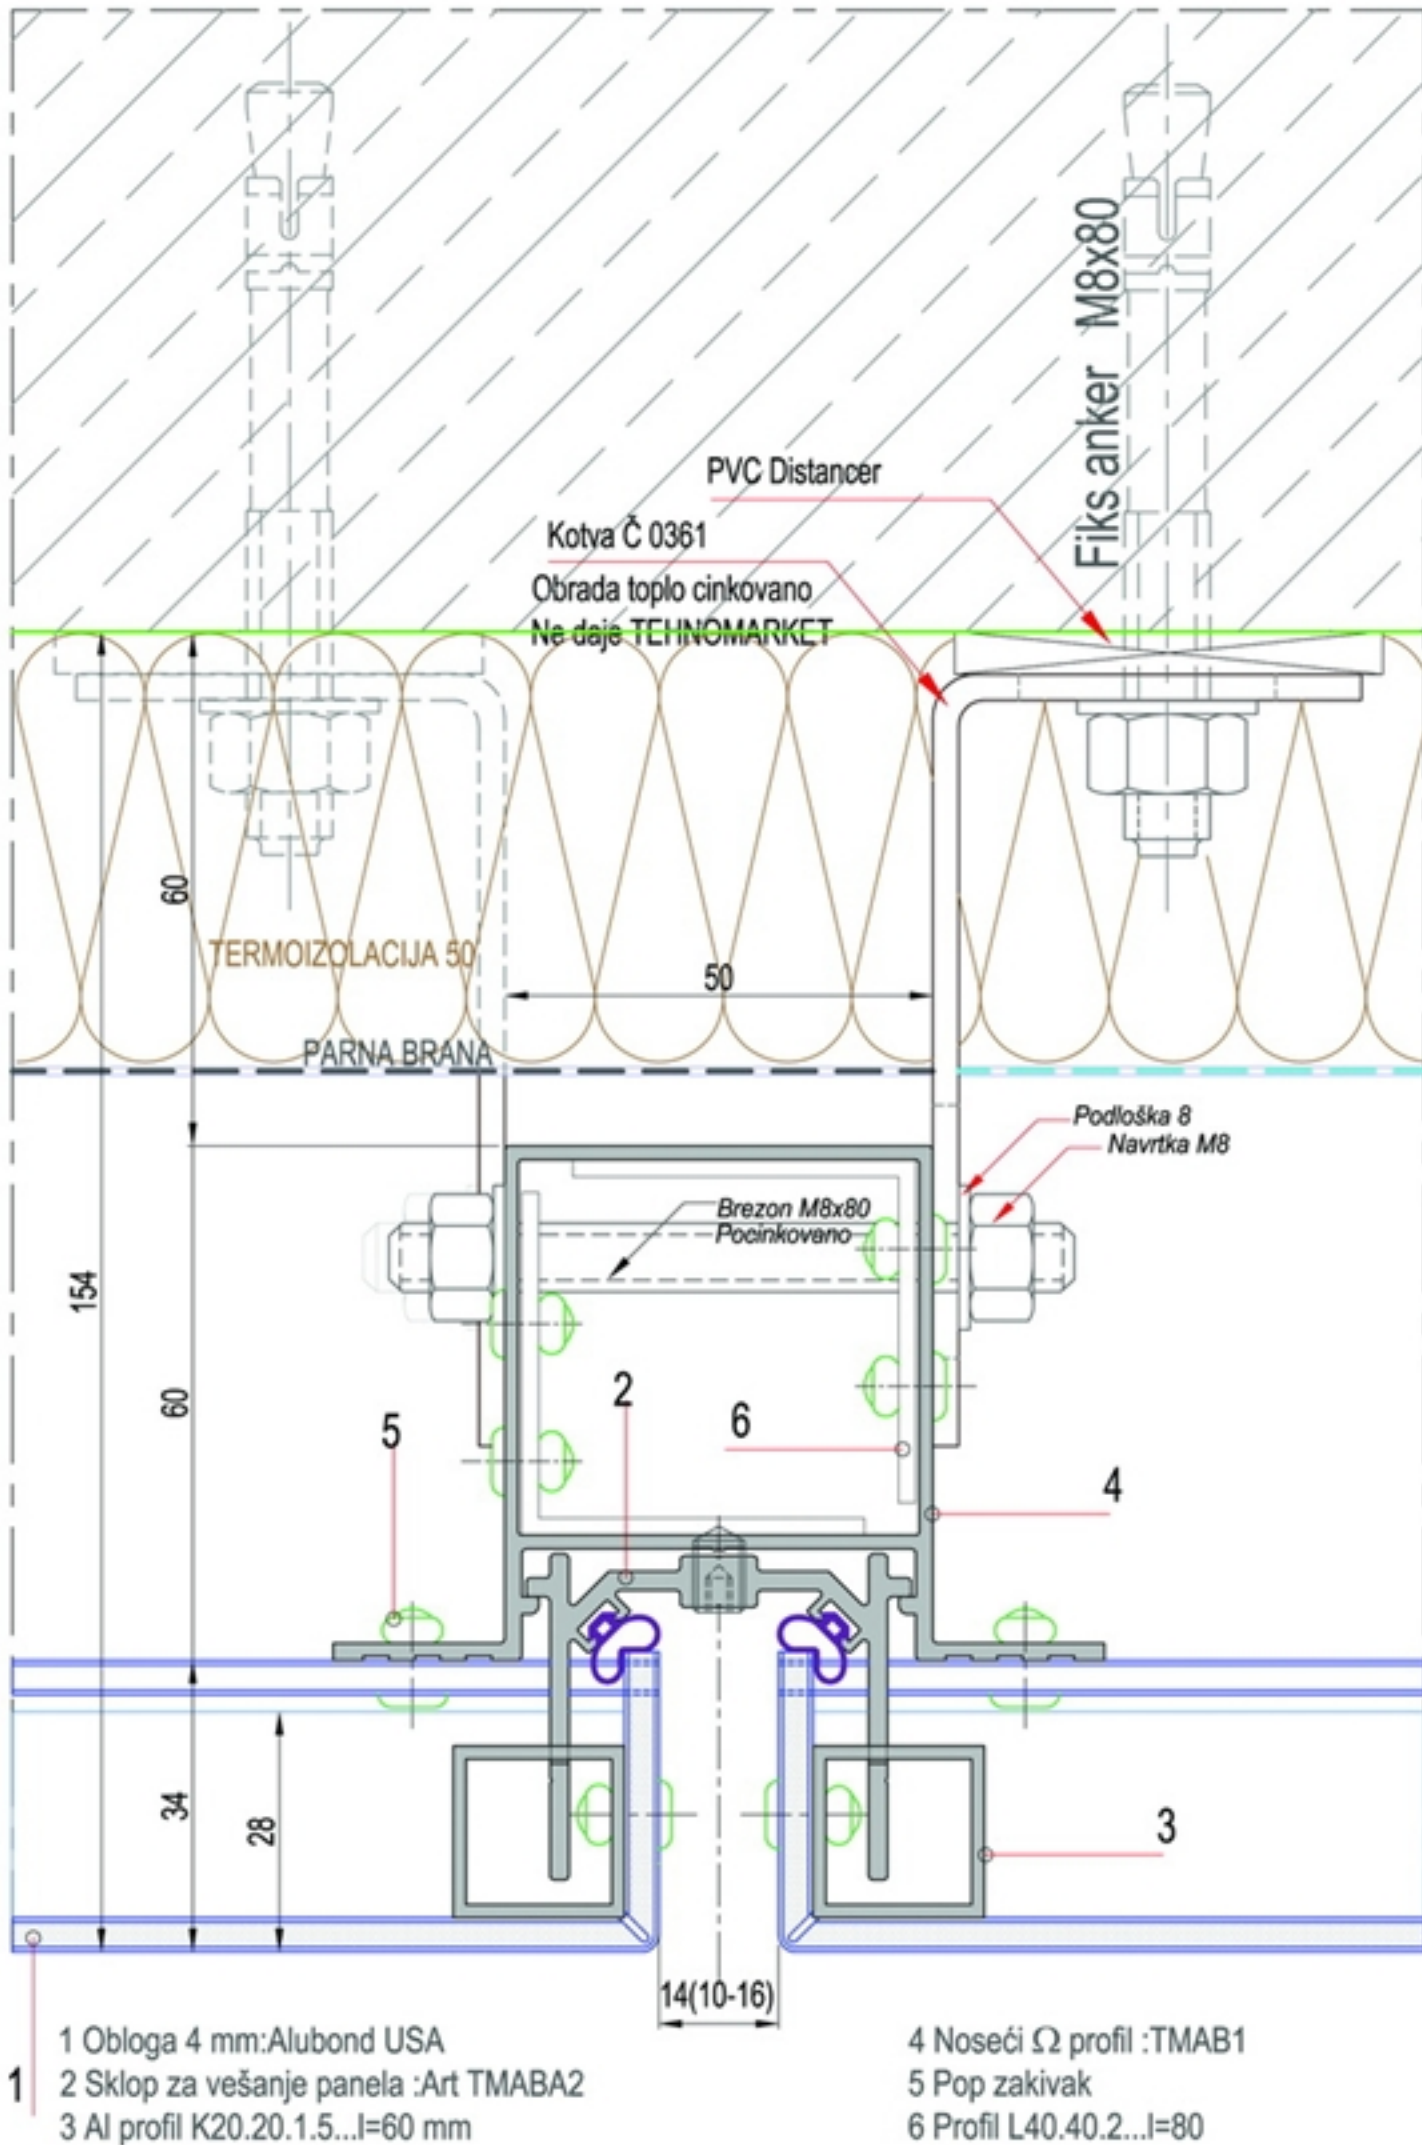 Fiks anker M8x80
PVC Distancer
Kotva Č 0361
Obrada toplo cinkovano
Ne daje TEHNOMARKET
60
TERMOIZOLACIJA 50
50
PARNA BRANA
Podloška 8
Navrtka M8
Brezon M8x80
Pocinkovano
154
60
2
5
6
4
34
28
3
14(10-16)
1
1 Obloga 4 mm:Alubond USA
2 Sklop za vešanje panela :Art TMABA2
3 Al profil K20.20.1.5...l=60 mm
4 Noseći Ω profil :TMAB1
5 Pop zakivak
6 Profil L40.40.2...l=80